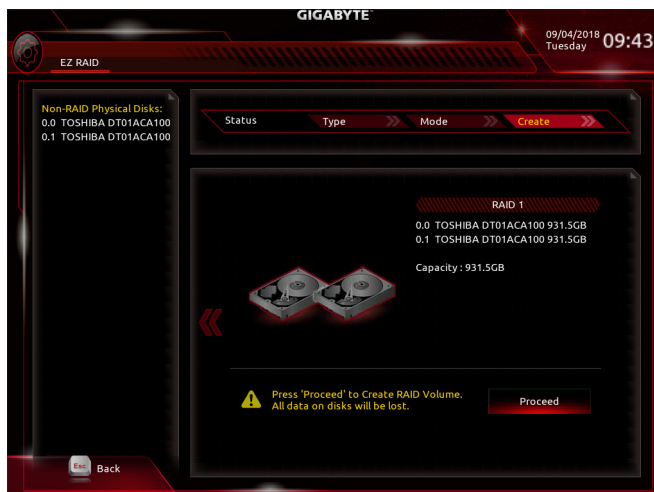 GIGABYTE™
09/04/2018
Tuesday
09:43
EZ RAID
Non-RAID Physical Disks:
0.0 TOSHIBA DT01ACA100
0.1 TOSHIBA DT01ACA100
Status Type Mode Create
RAID 1
0.0 TOSHIBA DT01ACA100 931.5GB
0.1 TOSHIBA DT01ACA100 931.5GB
Capacity : 931.5GB
Press 'Proceed' to Create RAID Volume.
All data on disks will be lost.
Proceed
Esc Back